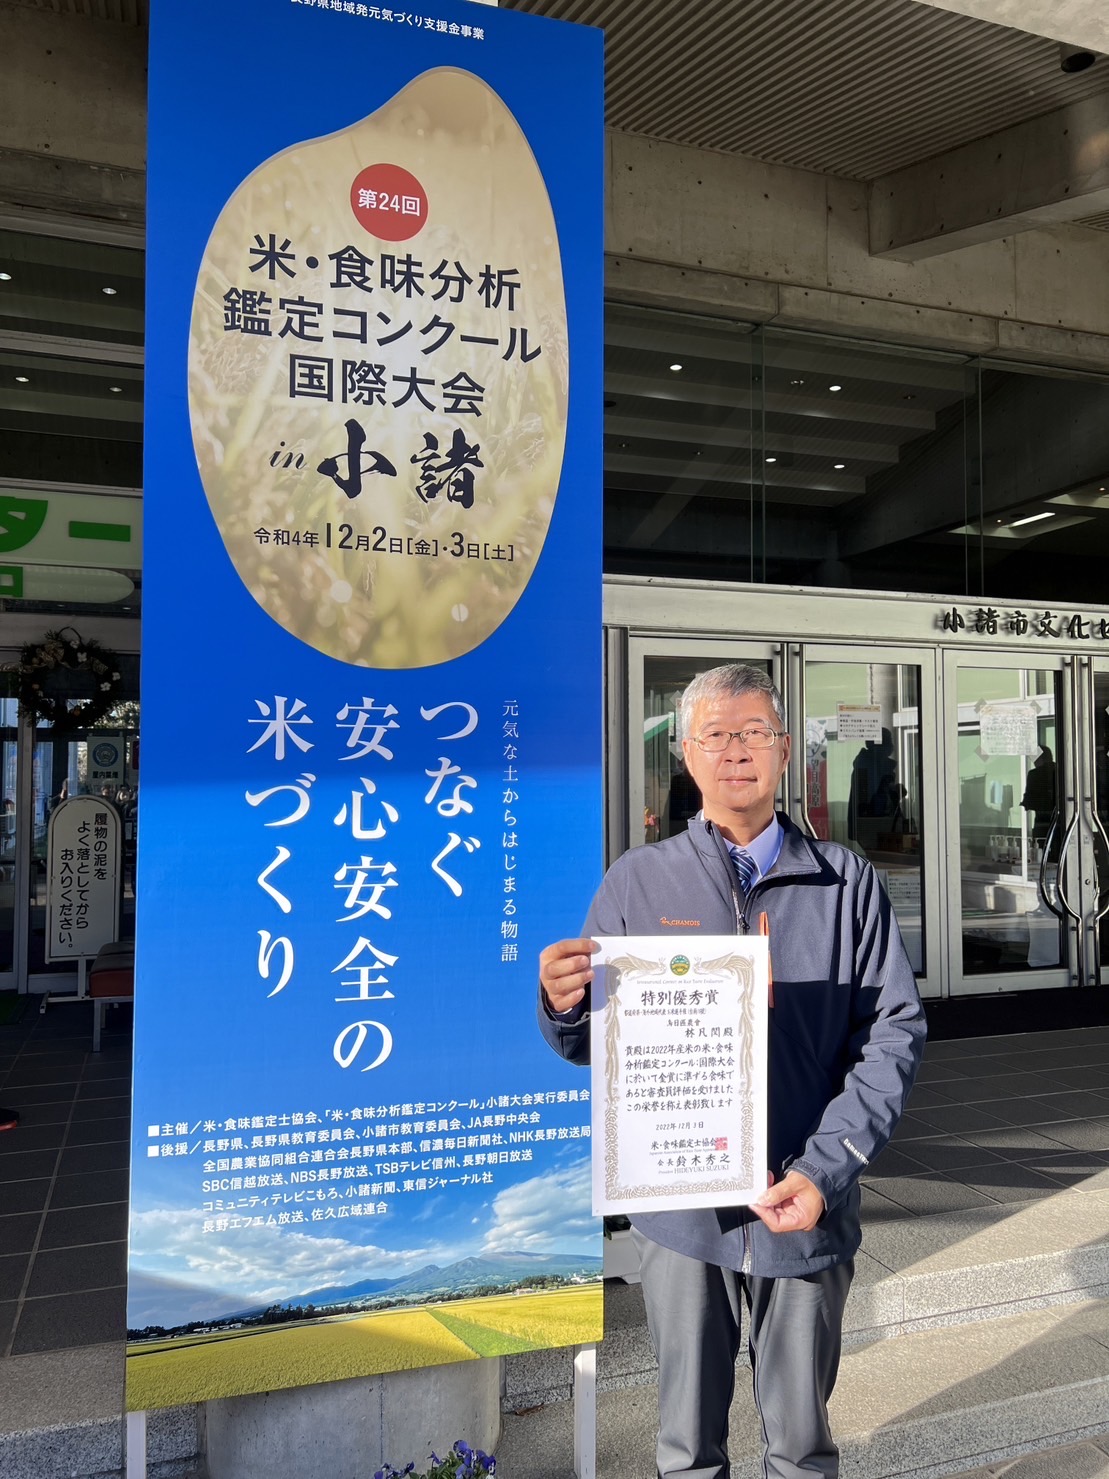 長野県地域発元気づくり支援金事業
第24回
米・食味分析
鑑定コンクール
国際大会
in 小諸
令和4年12月2日[金]・3日[土]
元気な土からはじまる物語
つなぐ
安心安全の
米づくり
■主催/米・食味鑑定士協会、「米・食味分析鑑定コンクール」小諸大会実行委員会
■後援/長野県、長野県教育委員会、小諸市教育委員会、JA長野中央会
全国農業協同組合連合会長野県本部、信濃毎日新聞社、NHK長野放送局
SBC信越放送、NBS長野放送、TSBテレビ信州、長野朝日放送
コミュニティテレビこもろ、小諸新聞、東信ジャーナル社
長野エフエム放送、佐久広域連合
ター
履物の泥を
よく落としてから
お入りください。
小諸市文化セ
CHAMOIS
特別優秀賞
烏日區農會
林凡閔殿
貴殿は2022年産米の米・食味
分析鑑定コンクール:国際大会
に於いて金賞に準ずる食味で
あると審査員評価を受けました
この栄誉を称え表彰致します
2022年12月3日
米・食味鑑定士協会
会長 鈴木秀之
President HIDEYUKI SUZUKI